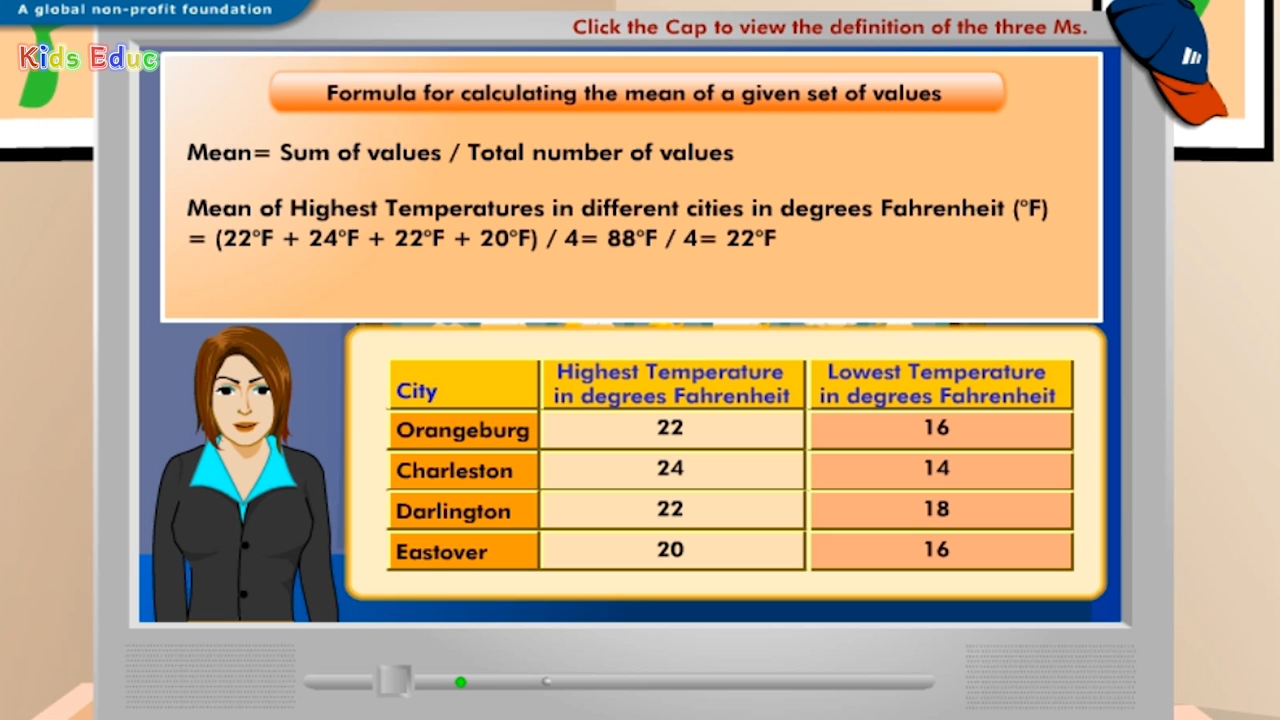 A global non-profit foundation
Click the Cap to view the definition of the three Ms.
Kids Educ
Formula for calculating the mean of a given set of values
Mean= Sum of values / Total number of values
Mean of Highest Temperatures in different cities in degrees Fahrenheit (°F)
= (22°F + 24°F + 22°F + 20°F) / 4= 88°F / 4= 22°F
City Highest Temperature in degrees Fahrenheit Lowest Temperature in degrees Fahrenheit
Orangeburg 22 16
Charleston 24 14
Darlington 22 18
Eastover 20 16